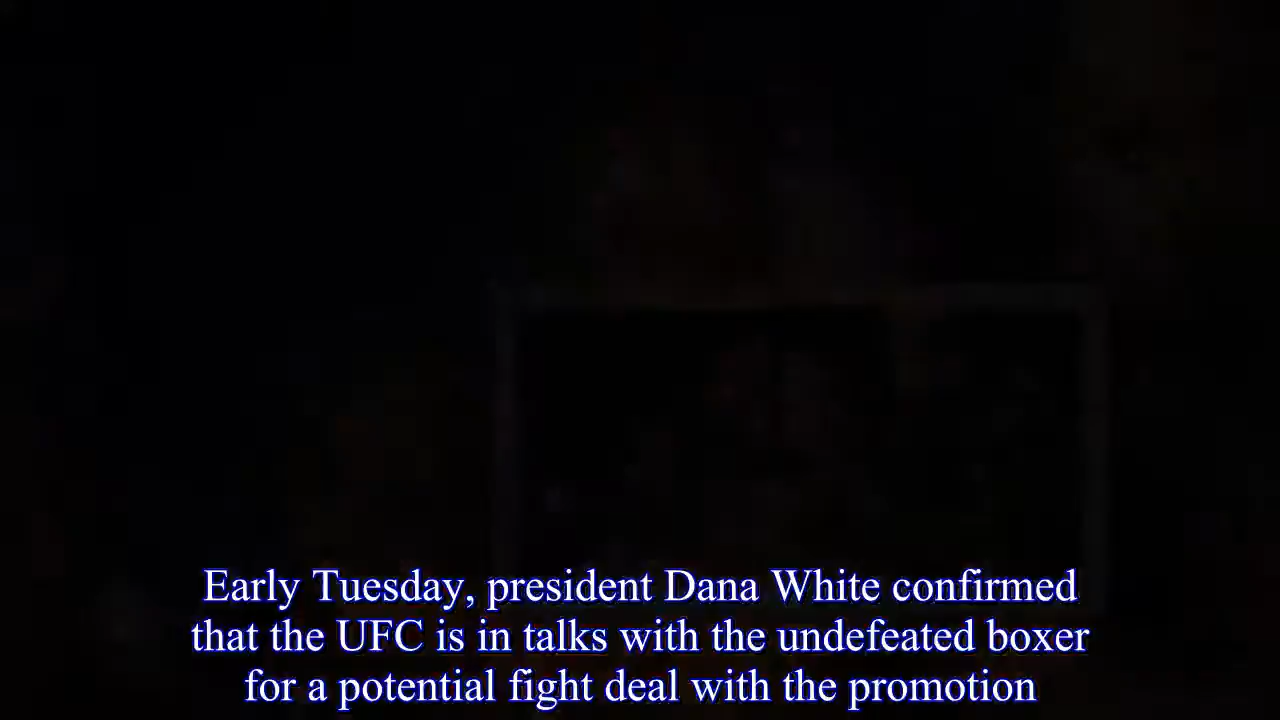 Early Tuesday, president Dana White confirmed
that the UFC is in talks with the undefeated boxer
for a potential fight deal with the promotion